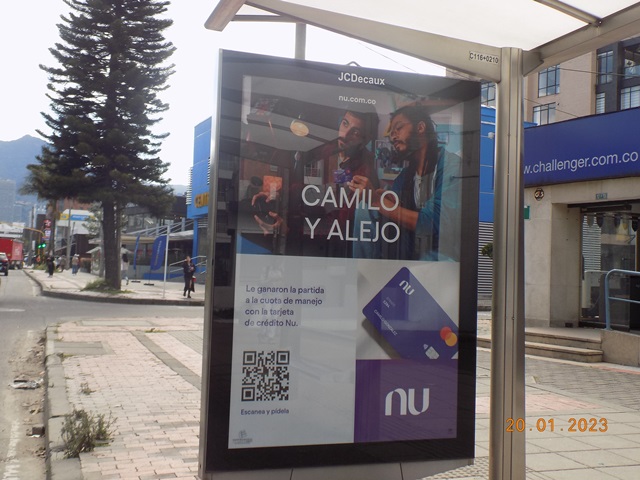 C116+0210
JCDecaux
nu.com.co
www.challenger.com.co
CAMILO
Y ALEJO
Le ganaron la partida
a la cuota de manejo
con la tarjeta
de crédito Nu.
nu
nu
Escanea y pídela
20.01.2023